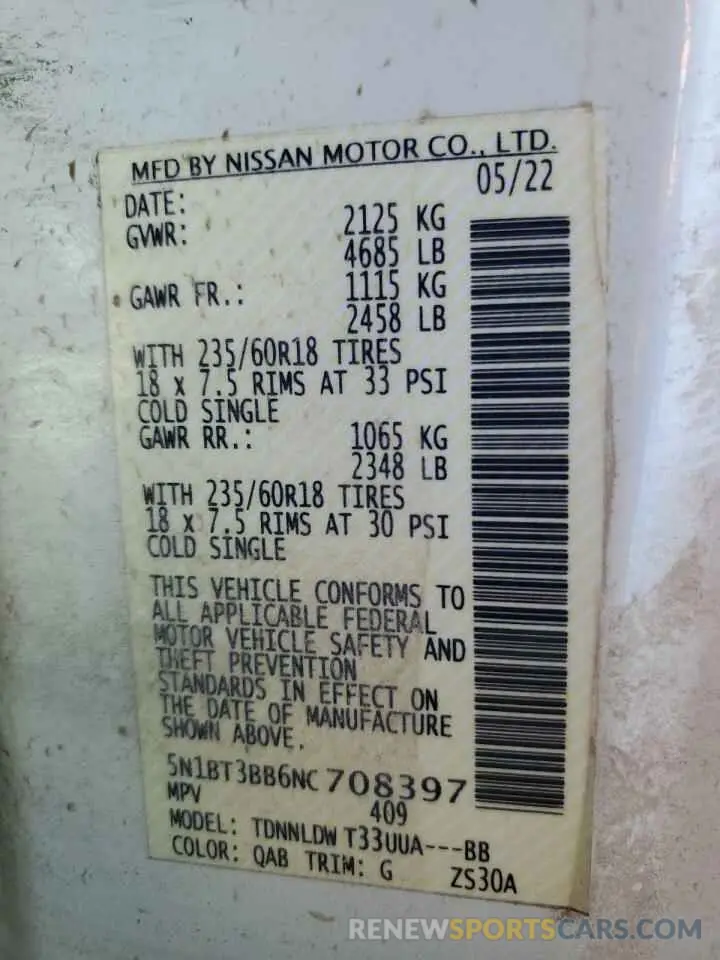 MFD BY NISSAN MOTOR CO., LTD.
DATE: 05/22
GVWR: 2125 KG
4685 LB
GAWR FR.: 1115 KG
2458 LB
WITH 235/60R18 TIRES
18 x 7.5 RIMS AT 33 PSI
COLD SINGLE
GAWR RR.: 1065 KG
2348 LB
WITH 235/60R18 TIRES
18 x 7.5 RIMS AT 30 PSI
COLD SINGLE
THIS VEHICLE CONFORMS TO
ALL APPLICABLE FEDERAL
MOTOR VEHICLE SAFETY AND
THEFT PREVENTION
STANDARDS IN EFFECT ON
THE DATE OF MANUFACTURE
SHOWN ABOVE.
5N1BT3BB6NC708397
MPV 409
MODEL: TDNNLDW T33UUA---BB
COLOR: QAB TRIM: G ZS30A
RENEWSPORTSCARS.COM